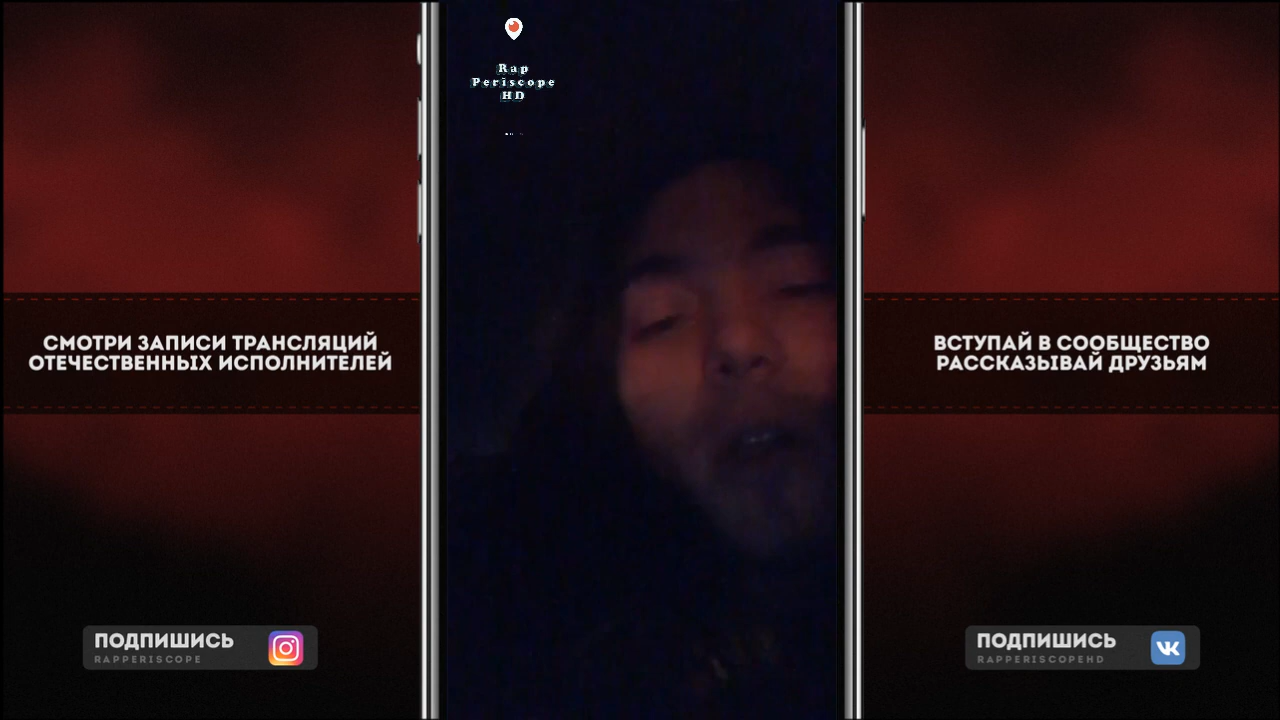 Rap
Periscope
HD
СМОТРИ ЗАПИСИ ТРАНСЛЯЦИЙ
ОТЕЧЕСТВЕННЫХ ИСПОЛНИТЕЛЕЙ
ВСТУПАЙ В СООБЩЕСТВО
РАССКАЗЫВАЙ ДРУЗЬЯМ
ПОДПИШИСЬ
RAPPERISCOPE
ПОДПИШИСЬ
RAPPERISCOPEHD